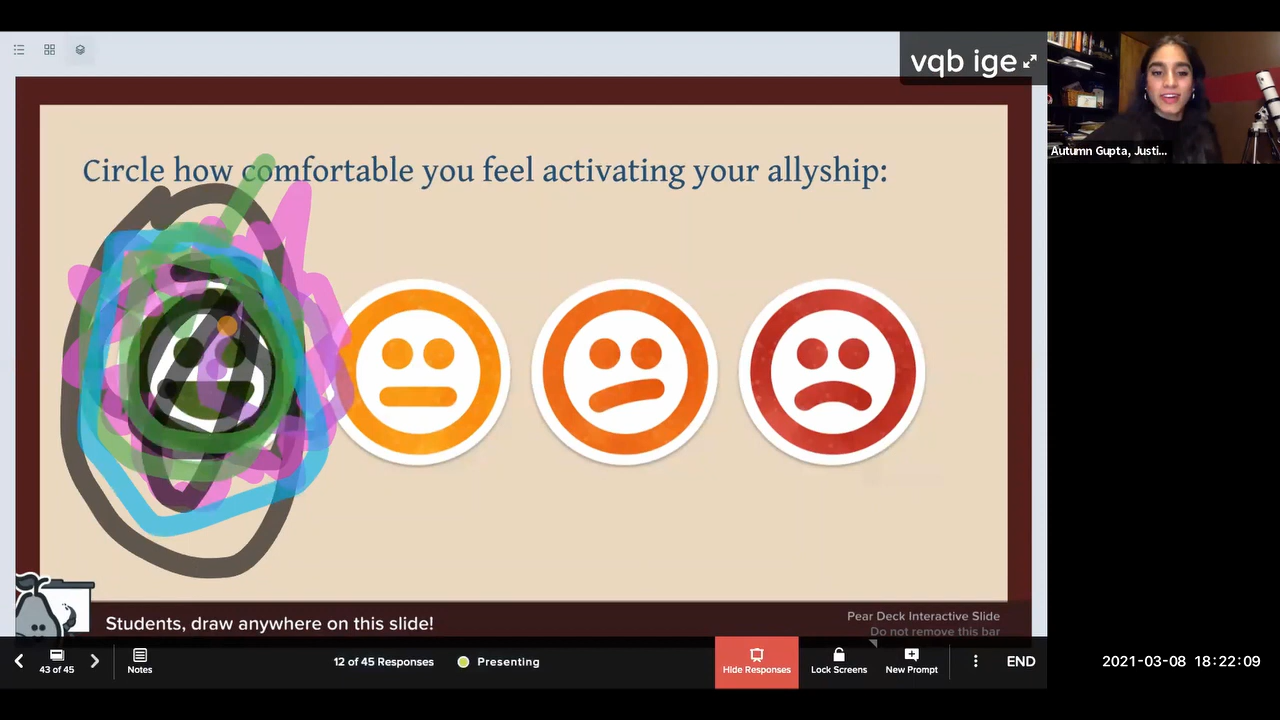 vqb ige
Autumn Gupta, Justi...
Circle how comfortable you feel activating your allyship:
Students, draw anywhere on this slide!
Pear Deck Interactive Slide
Do not remove this bar
43 of 45
Notes
12 of 45 Responses
Presenting
Hide Responses
Lock Screens
New Prompt
END
2021-03-08 18:22:09